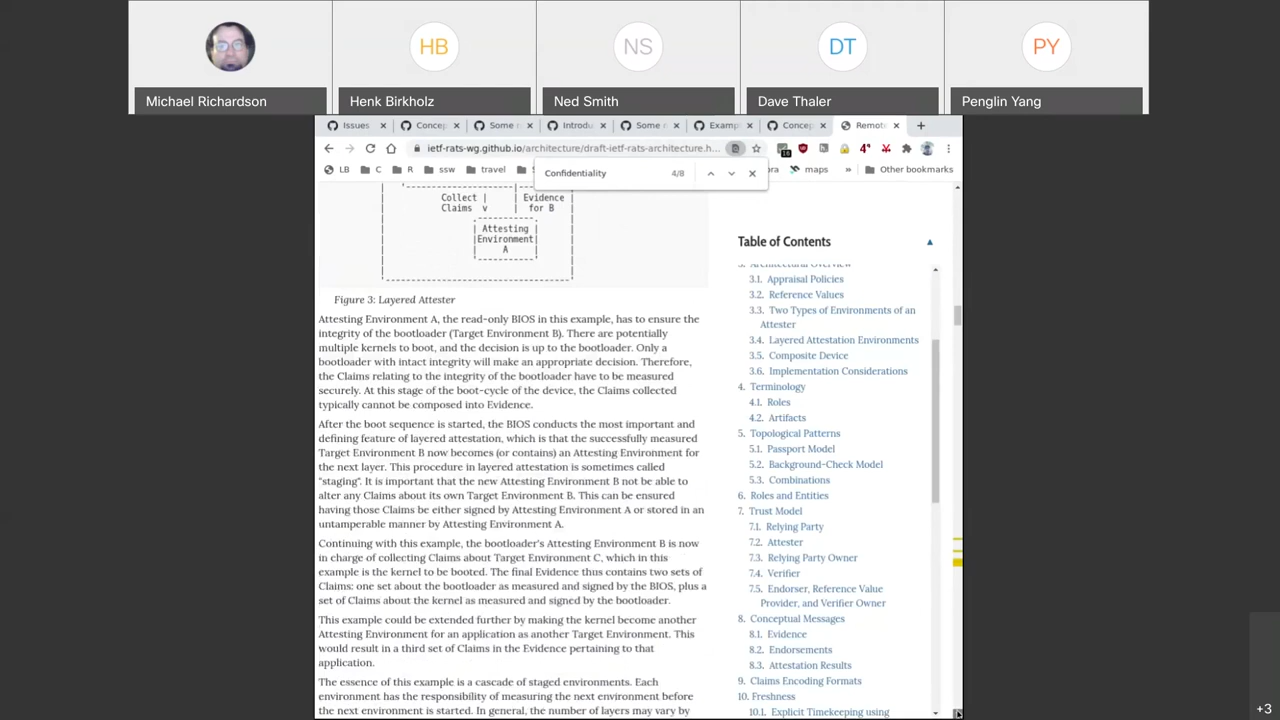 HB
NS
DT
PY
Michael Richardson
Henk Birkholz
Ned Smith
Dave Thaler
Penglin Yang
Issues
Concep
Some r
Introdu
Some n
Examp
Concep
Remot
ietf-rats-wg.github.io/architecture/draft-ietf-rats-architecture.h...
18
4°
LB
C
R
ssw
travel
maps
»
Other bookmarks
Confidentiality
4/8
Collect | | Evidence |
Claims v | for B |
| Attesting |
|Environment|
| A |
Figure 3: Layered Attester
Attesting Environment A, the read-only BIOS in this example, has to ensure the
integrity of the bootloader (Target Environment B). There are potentially
multiple kernels to boot, and the decision is up to the bootloader. Only a
bootloader with intact integrity will make an appropriate decision. Therefore,
the Claims relating to the integrity of the bootloader have to be measured
securely. At this stage of the boot-cycle of the device, the Claims collected
typically cannot be composed into Evidence.
After the boot sequence is started, the BIOS conducts the most important and
defining feature of layered attestation, which is that the successfully measured
Target Environment B now becomes (or contains) an Attesting Environment for
the next layer. This procedure in layered attestation is sometimes called
"staging". It is important that the new Attesting Environment B not be able to
alter any Claims about its own Target Environment B. This can be ensured
having those Claims be either signed by Attesting Environment A or stored in an
untamperable manner by Attesting Environment A.
Continuing with this example, the bootloader's Attesting Environment B is now
in charge of collecting Claims about Target Environment C, which in this
example is the kernel to be booted. The final Evidence thus contains two sets of
Claims: one set about the bootloader as measured and signed by the BIOS, plus a
set of Claims about the kernel as measured and signed by the bootloader.
This example could be extended further by making the kernel become another
Attesting Environment for an application as another Target Environment. This
would result in a third set of Claims in the Evidence pertaining to that
application.
The essence of this example is a cascade of staged environments. Each
environment has the responsibility of measuring the next environment before
the next environment is started. In general, the number of layers may vary by
Table of Contents
3. Architectural Overview
3.1. Appraisal Policies
3.2. Reference Values
3.3. Two Types of Environments of an
Attester
3.4. Layered Attestation Environments
3.5. Composite Device
3.6. Implementation Considerations
4. Terminology
4.1. Roles
4.2. Artifacts
5. Topological Patterns
5.1. Passport Model
5.2. Background-Check Model
5.3. Combinations
6. Roles and Entities
7. Trust Model
7.1. Relying Party
7.2. Attester
7.3. Relying Party Owner
7.4. Verifier
7.5. Endorser, Reference Value
Provider, and Verifier Owner
8. Conceptual Messages
8.1. Evidence
8.2. Endorsements
8.3. Attestation Results
9. Claims Encoding Formats
10. Freshness
10.1. Explicit Timekeeping using
+3